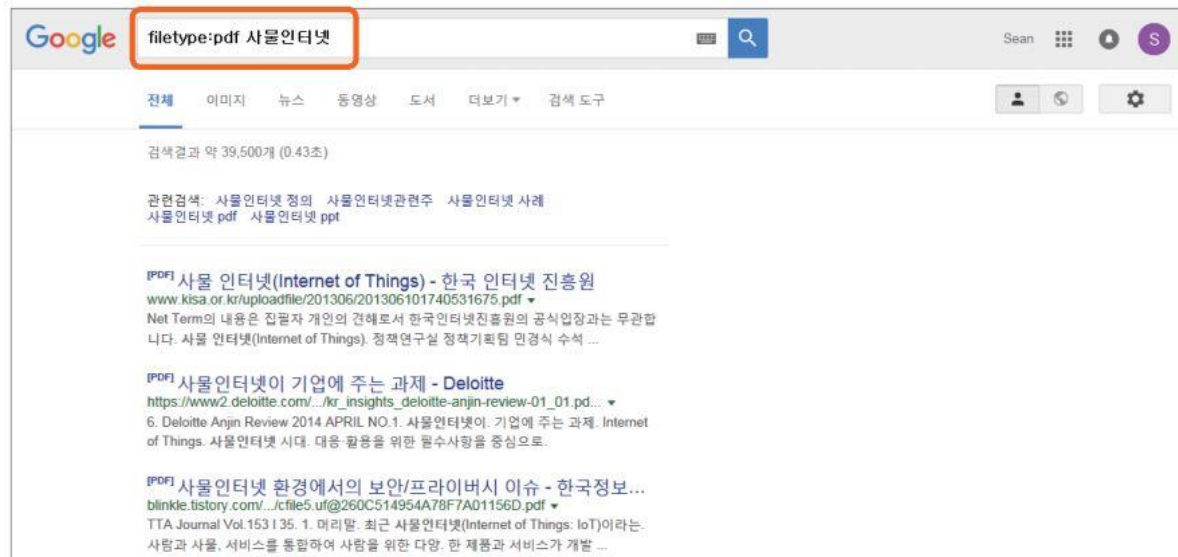 Google filetype:pdf 사물인터넷 Sean S
전체 이미지 뉴스 동영상 도서 더보기 검색 도구
검색결과 약 39,500개 (0.43초)
관련검색: 사물인터넷 정의 사물인터넷관련주 사물인터넷 사례
사물인터넷 pdf 사물인터넷 ppt
[PDF] 사물 인터넷(Internet of Things) - 한국 인터넷 진흥원
www.kisa.or.kr/uploadfile/201306/201306101740531675.pdf
Net Term의 내용은 집필자 개인의 견해로서 한국인터넷진흥원의 공식입장과는 무관합
니다. 사물 인터넷(Internet of Things). 정책연구실 정책기획팀 민경식 수석 ...
[PDF] 사물인터넷이 기업에 주는 과제 - Deloitte
https://www2.deloitte.com/.../kr_insights_deloitte-anjin-review-01_01.pd...
6. Deloitte Anjin Review 2014 APRIL NO.1. 사물인터넷이. 기업에 주는 과제. Internet
of Things. 사물인터넷 시대. 대응·활용을 위한 필수사항을 중심으로.
[PDF] 사물인터넷 환경에서의 보안/프라이버시 이슈 - 한국정보...
blinkle.tistory.com/.../cfile5.uf@260C514954A78F7A01156D.pdf
TTA Journal Vol.153 l 35. 1. 머리말. 최근 사물인터넷(Internet of Things: IoT)이라는.
사람과 사물, 서비스를 통합하여 사람을 위한 다양. 한 제품과 서비스가 개발 ...